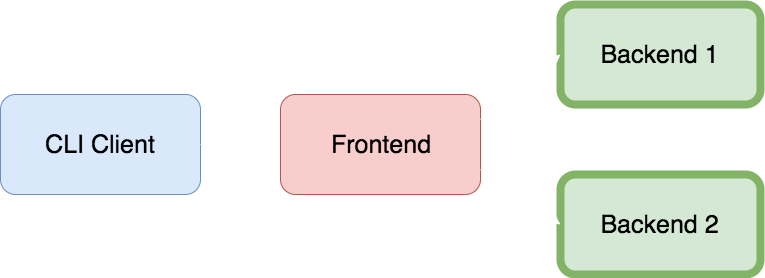 Backend 1
CLI Client
Frontend
Backend 2